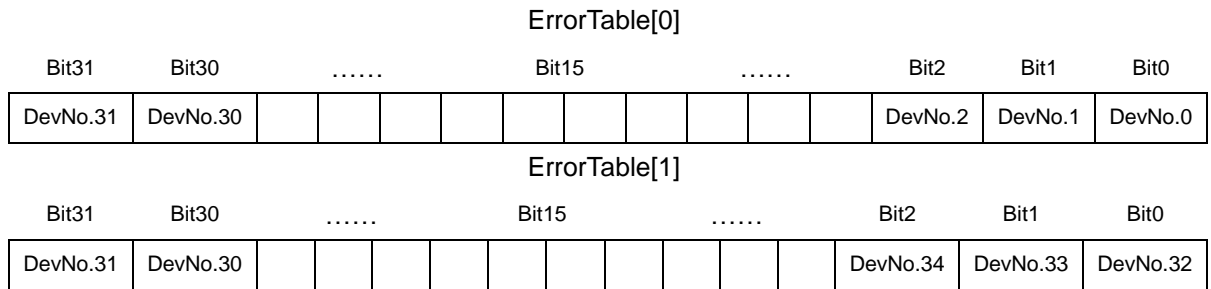 ErrorTable[0]
Bit31 Bit30 ...... Bit15 ...... Bit2 Bit1 Bit0
DevNo.31 DevNo.30 DevNo.2 DevNo.1 DevNo.0
ErrorTable[1]
Bit31 Bit30 ...... Bit15 ...... Bit2 Bit1 Bit0
DevNo.31 DevNo.30 DevNo.34 DevNo.33 DevNo.32